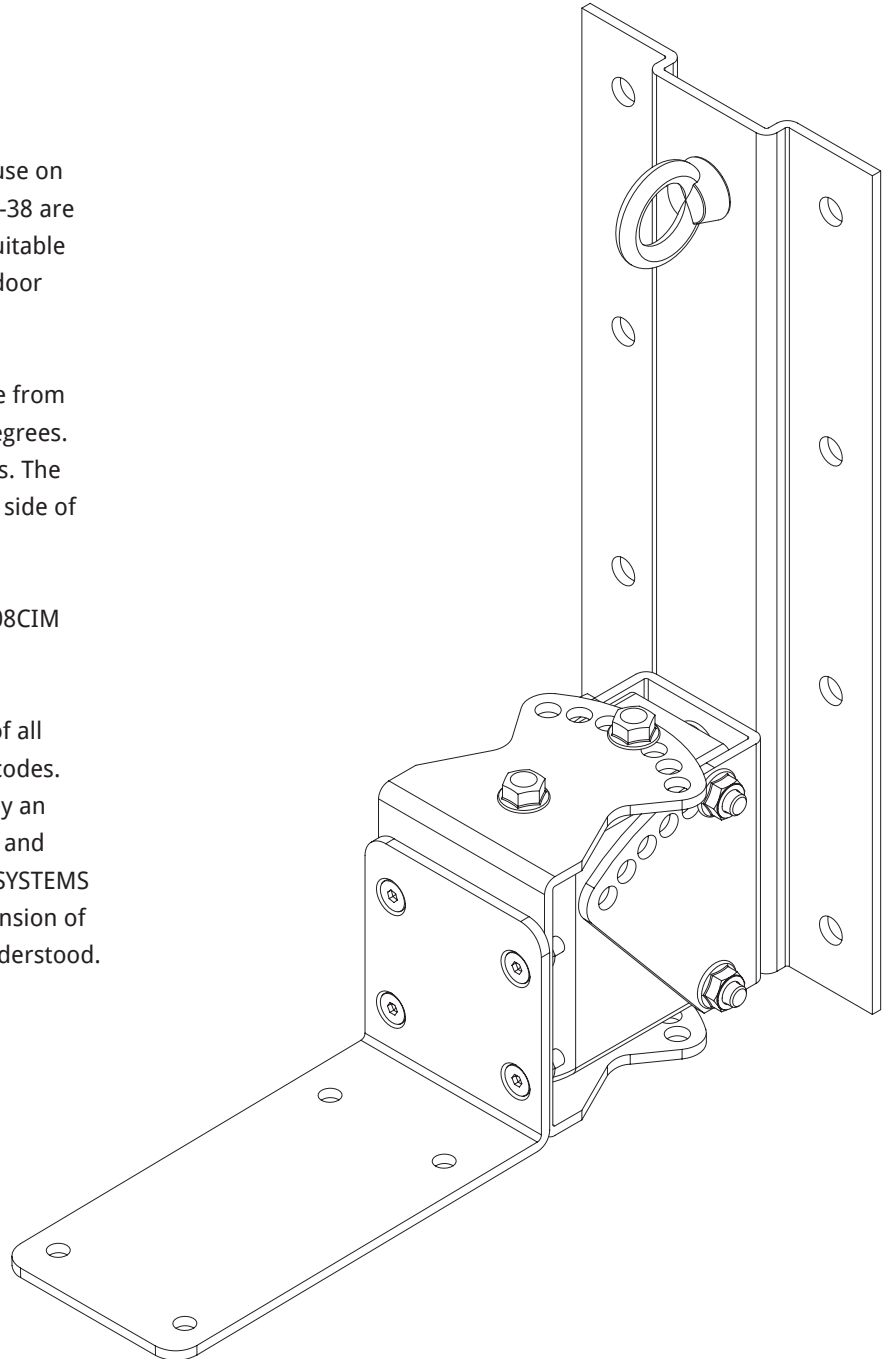 use on
-38 are
uitable
door
e from
egrees.
s. The
side of
08CIM
of all
codes.
y an
and
SYSTEMS
nsion of
derstood.